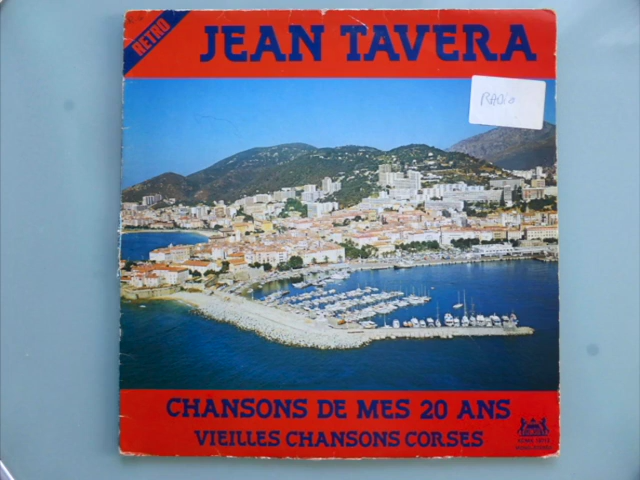 RETRO
JEAN TAVERA
RADIO
CHANSONS DE MES 20 ANS
VIEILLES CHANSONS CORSES